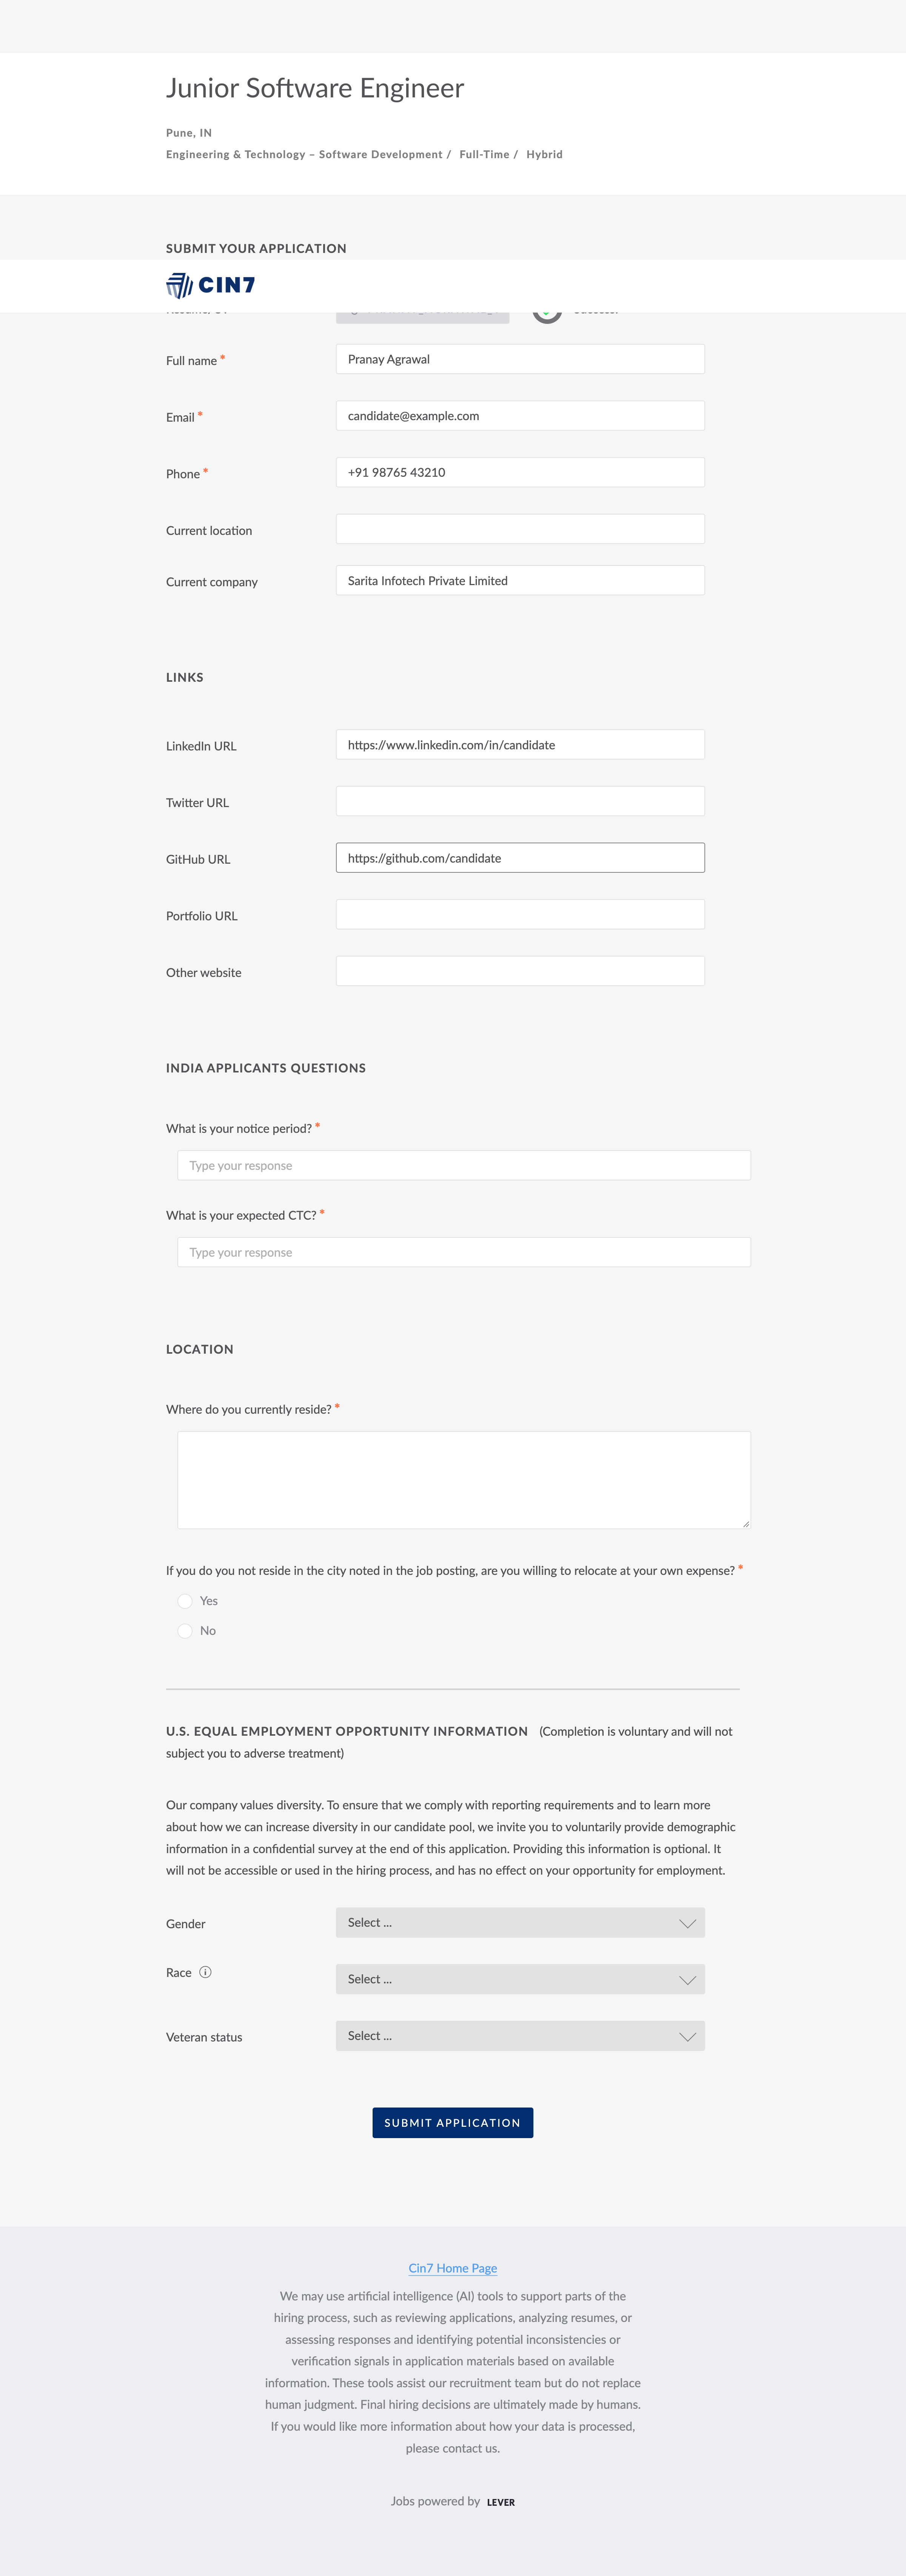 Junior Software Engineer
Pune, IN
Engineering & Technology – Software Development / Full-Time / Hybrid
SUBMIT YOUR APPLICATION
CIN7
Full name *
Pranay Agrawal
Email *
candidate@example.com
Phone *
+91 98765 43210
Current location
Current company
Sarita Infotech Private Limited
LINKS
LinkedIn URL
https://www.linkedin.com/in/candidate
Twitter URL
GitHub URL
https://github.com/candidate
Portfolio URL
Other website
INDIA APPLICANTS QUESTIONS
What is your notice period? *
Type your response
What is your expected CTC? *
Type your response
LOCATION
Where do you currently reside? *
If you do you not reside in the city noted in the job posting, are you willing to relocate at your own expense? *
Yes
No
U.S. EQUAL EMPLOYMENT OPPORTUNITY INFORMATION (Completion is voluntary and will not
subject you to adverse treatment)
Our company values diversity. To ensure that we comply with reporting requirements and to learn more
about how we can increase diversity in our candidate pool, we invite you to voluntarily provide demographic
information in a confidential survey at the end of this application. Providing this information is optional. It
will not be accessible or used in the hiring process, and has no effect on your opportunity for employment.
Gender
Select ...
Race
Select ...
Veteran status
Select ...
SUBMIT APPLICATION
Cin7 Home Page
We may use artificial intelligence (AI) tools to support parts of the
hiring process, such as reviewing applications, analyzing resumes, or
assessing responses and identifying potential inconsistencies or
verification signals in application materials based on available
information. These tools assist our recruitment team but do not replace
human judgment. Final hiring decisions are ultimately made by humans.
If you would like more information about how your data is processed,
please contact us.
Jobs powered by LEVER